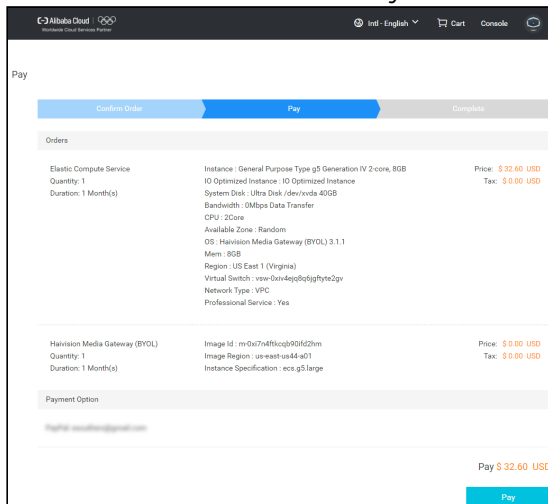 Alibaba Cloud
Worldwide Cloud Services Partner
Intl - English
Cart
Console
Pay
Confirm Order
Pay
Complete
Orders
Elastic Compute Service
Quantity: 1
Duration: 1 Month(s)
Instance : General Purpose Type g5 Generation IV 2-core, 8GB
IO Optimized Instance : IO Optimized Instance
System Disk : Ultra Disk /dev/xvda 40GB
Bandwidth : 0Mbps Data Transfer
CPU : 2Core
Available Zone : Random
OS : Haivision Media Gateway (BYOL) 3.1.1
Mem : 8GB
Region : US East 1 (Virginia)
Virtual Switch : vsw-0xiv4ejq8q6jgftyte2gv
Network Type : VPC
Professional Service : Yes
Price: $ 32.60 USD
Tax: $ 0.00 USD
Haivision Media Gateway (BYOL)
Quantity: 1
Duration: 1 Month(s)
Image Id : m-0xi7n4ftkcqb90ifd2hm
Image Region : us-east-us44-a01
Instance Specification : ecs.g5.large
Price: $ 0.00 USD
Tax: $ 0.00 USD
Payment Option
Pay $ 32.60 USD
Pay